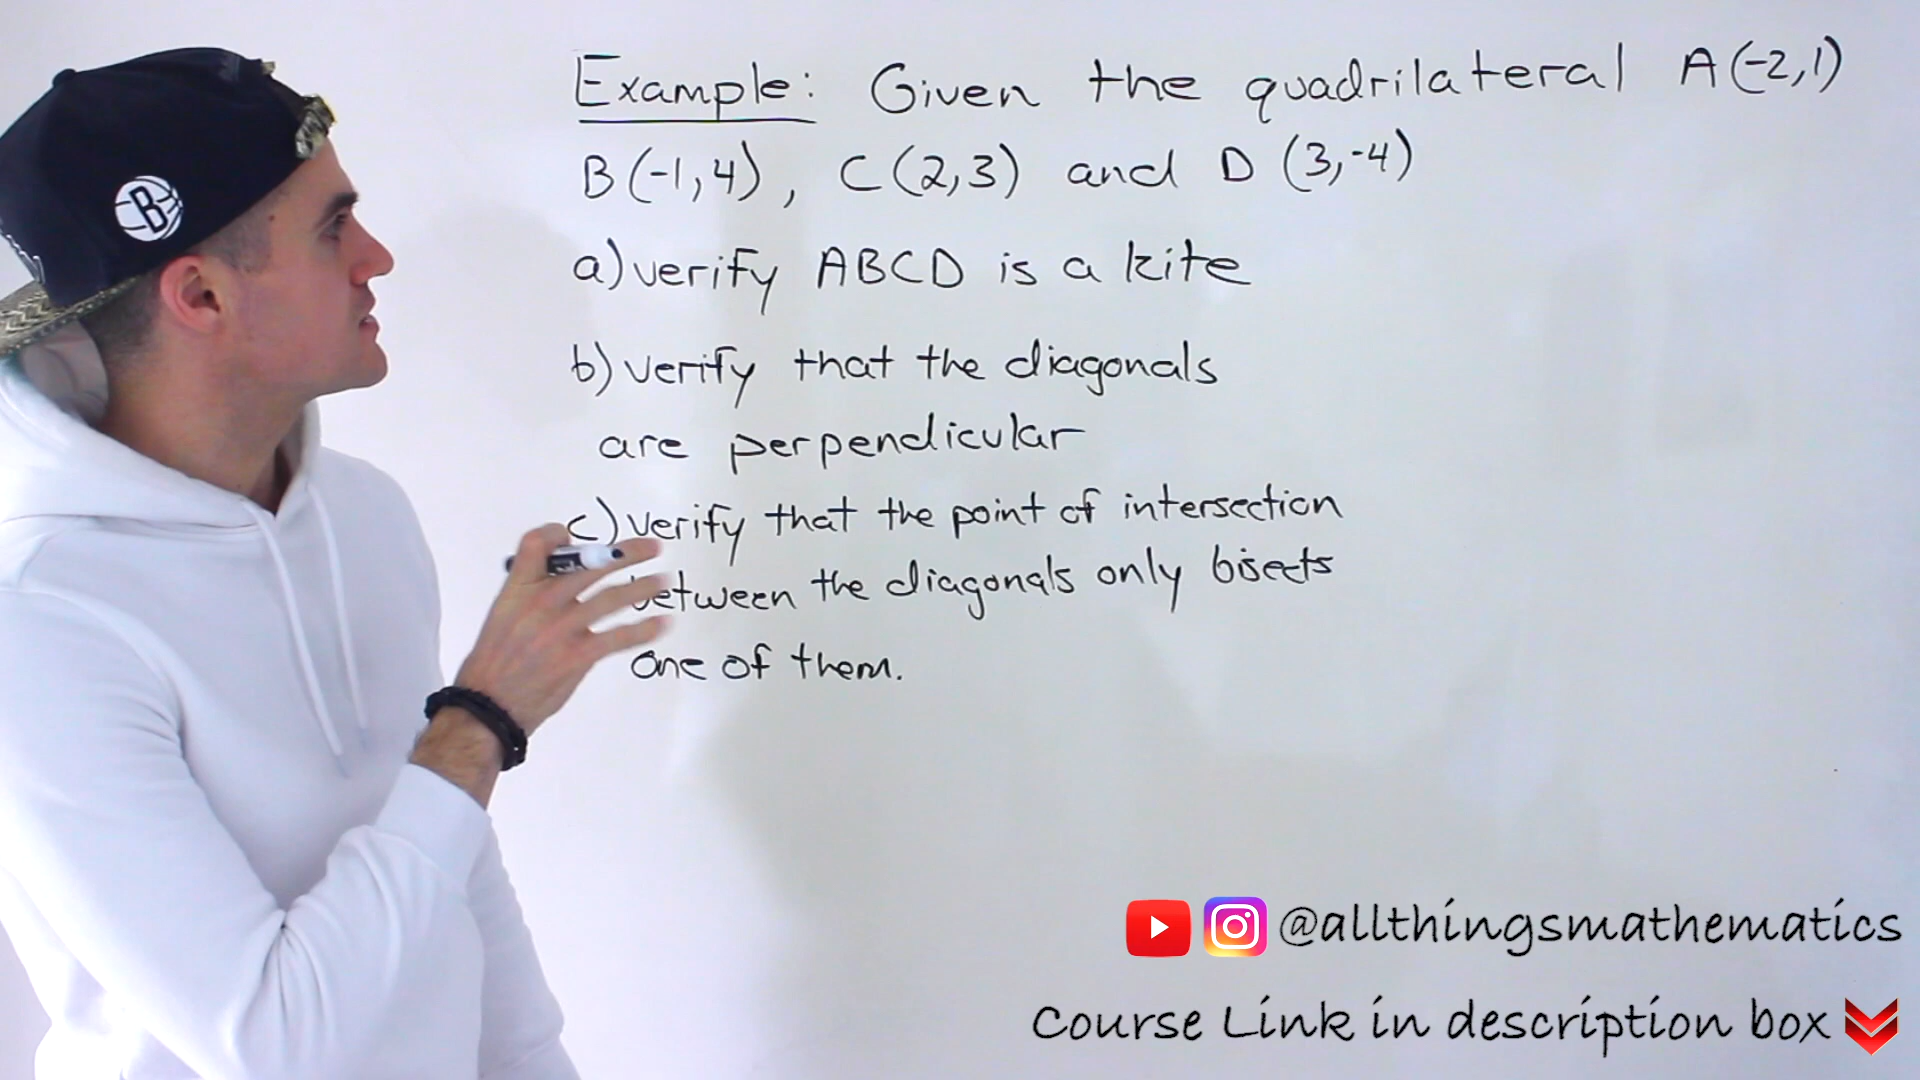 Example: Given the quadrilateral A(-2,1)
B(-1,4), C(2,3) and D (3,-4)
a) verify ABCD is a kite
b) verify that the diagonals
are perpendicular
c) verify that the point of intersection
between the diagonals only bisects
one of them.
B
@allthingsmathematics
Course Link in description box